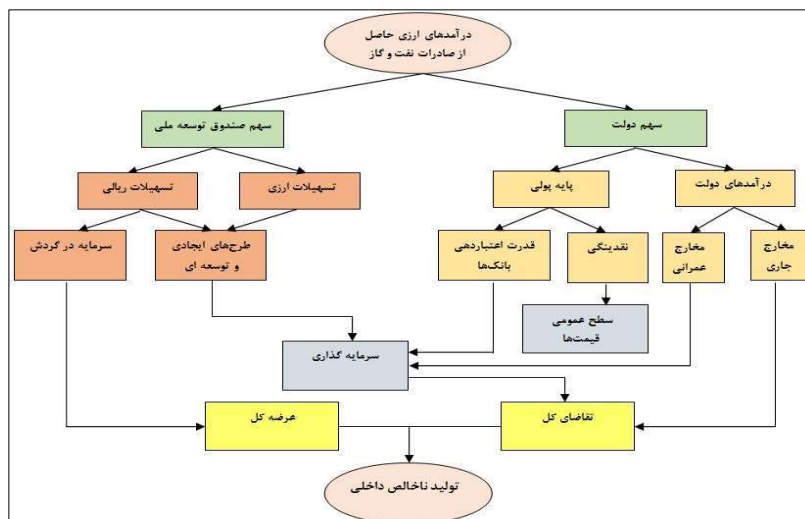 درآمدهای ارزی حاصل
از صادرات نفت و گاز
سهم دولت
سهم صندوق توسعه ملی
درآمدهای دولت
پایه پولی
تسهیلات ارزی
تسهیلات ریالی
مخارج
جاری
مخارج
عمرانی
نقدینگی
قدرت اعتباردهی
بانک‌ها
طرح‌های ایجادی
و توسعه ای
سرمایه در گردش
سطح عمومی
قیمت‌ها
سرمایه گذاری
تقاضای کل
عرضه کل
تولید ناخالص داخلی